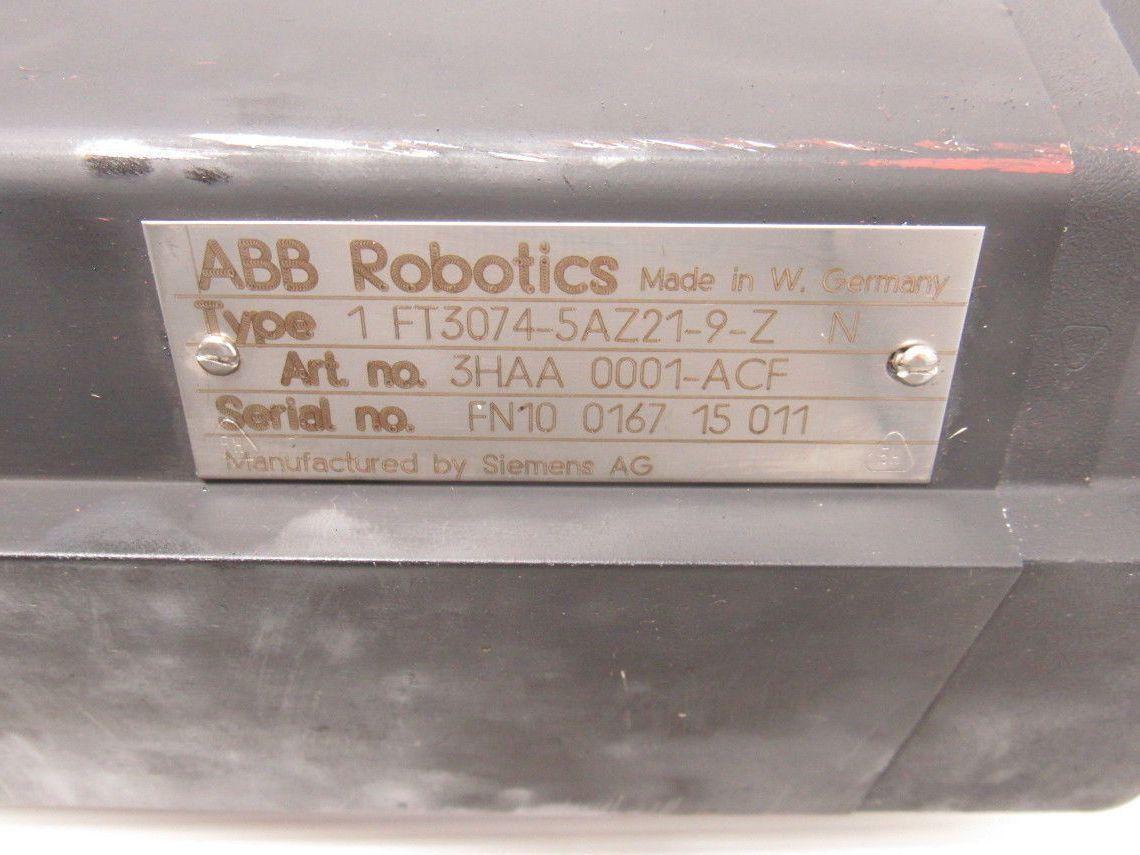 ABB Robotics Made in W. Germany
Type 1 FT3074-5AZ21-9-Z N
Art. no. 3HAA 0001-ACF
Serial no. FN10 0167 15 011
Manufactured by Siemens AG